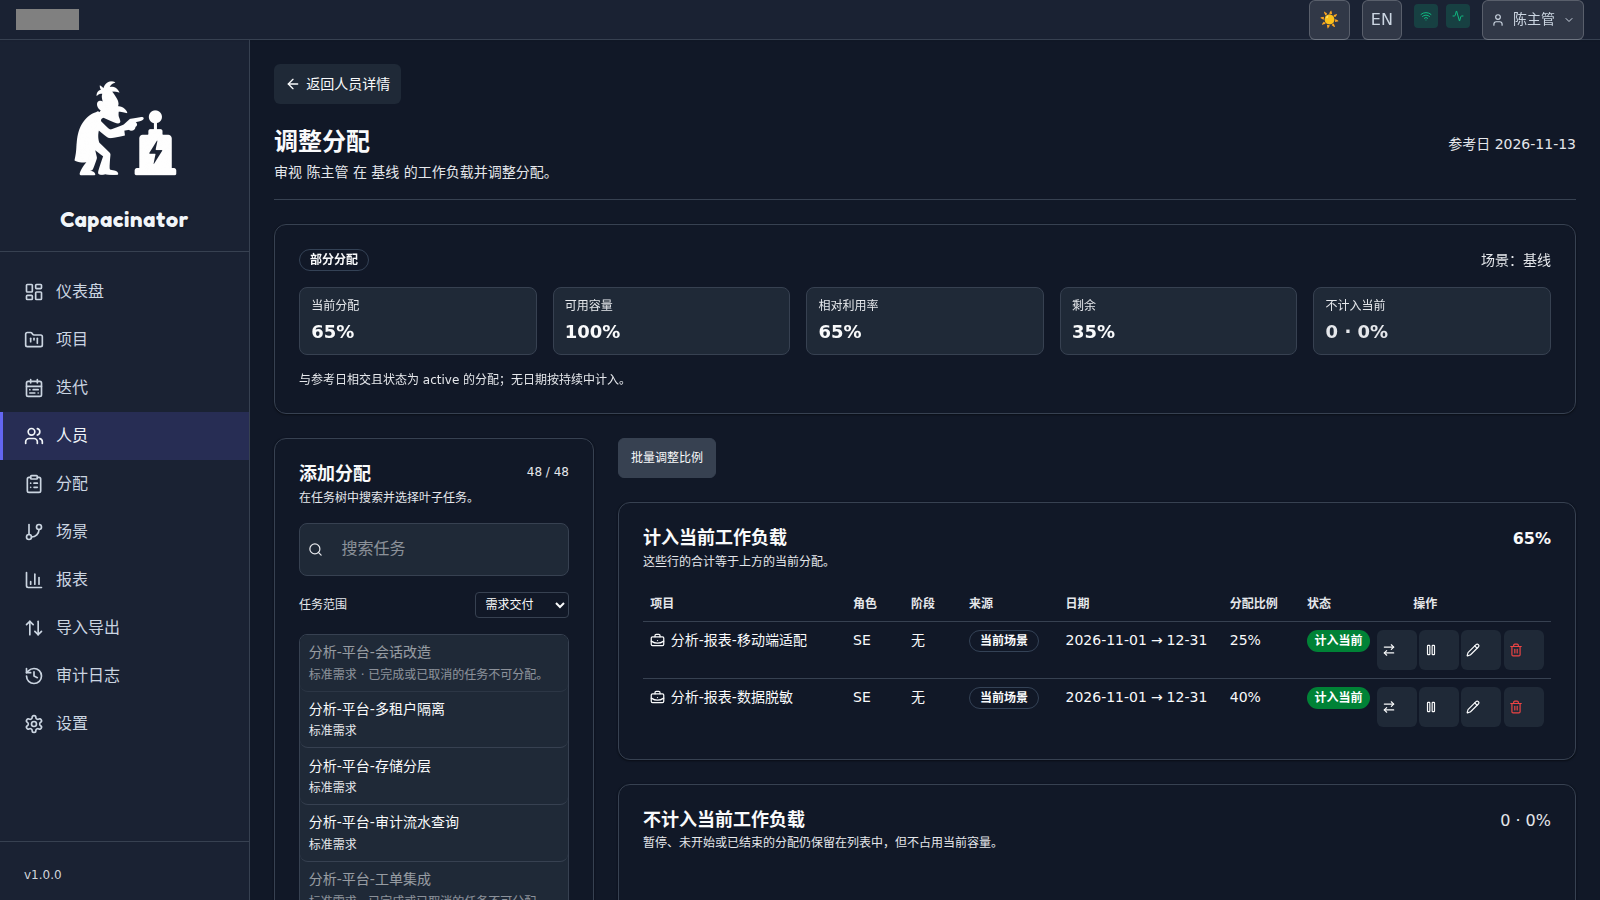 EN
陈主管
Capacinator
仪表盘
项目
迭代
人员
分配
场景
报表
导入导出
审计日志
设置
v1.0.0
返回人员详情
调整分配
参考日 2026-11-13
审视 陈主管 在 基线 的工作负载并调整分配。
部分分配
场景：基线
当前分配
65%
可用容量
100%
相对利用率
65%
剩余
35%
不计入当前
0 · 0%
与参考日相交且状态为 active 的分配；无日期按持续中计入。
添加分配
48 / 48
在任务树中搜索并选择叶子任务。
搜索任务
任务范围
需求交付
分析-平台-会话改造
标准需求 · 已完成或已取消的任务不可分配。
分析-平台-多租户隔离
标准需求
分析-平台-存储分层
标准需求
分析-平台-审计流水查询
标准需求
分析-平台-工单集成
标准需求 · 已完成或已取消的任务不可分配。
批量调整比例
计入当前工作负载
65%
这些行的合计等于上方的当前分配。
项目 角色 阶段 来源 日期 分配比例 状态 操作
分析-报表-移动端适配 SE 无 当前场景 2026-11-01 → 12-31 25% 计入当前
分析-报表-数据脱敏 SE 无 当前场景 2026-11-01 → 12-31 40% 计入当前
不计入当前工作负载
0 · 0%
暂停、未开始或已结束的分配仍保留在列表中，但不占用当前容量。